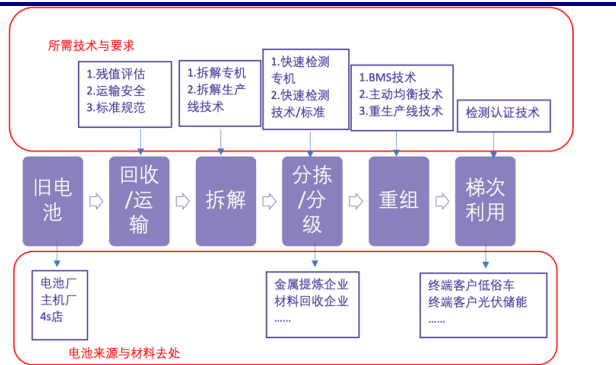 所需技术与要求
1.残值评估
2.运输安全
3.标准规范
1.拆解专机
2.拆解生产
线技术
1.快速检测
专机
2.快速检测
技术/标准
1.BMS技术
2.主动均衡技术
3.重生产线技术
检测认证技术
旧电
池
回收
/运
输
拆解
分拣
/分
级
重组
梯次
利用
电池厂
主机厂
4s店
金属提炼企业
材料回收企业
……
终端客户低俗车
终端客户光伏储能
……
电池来源与材料去处